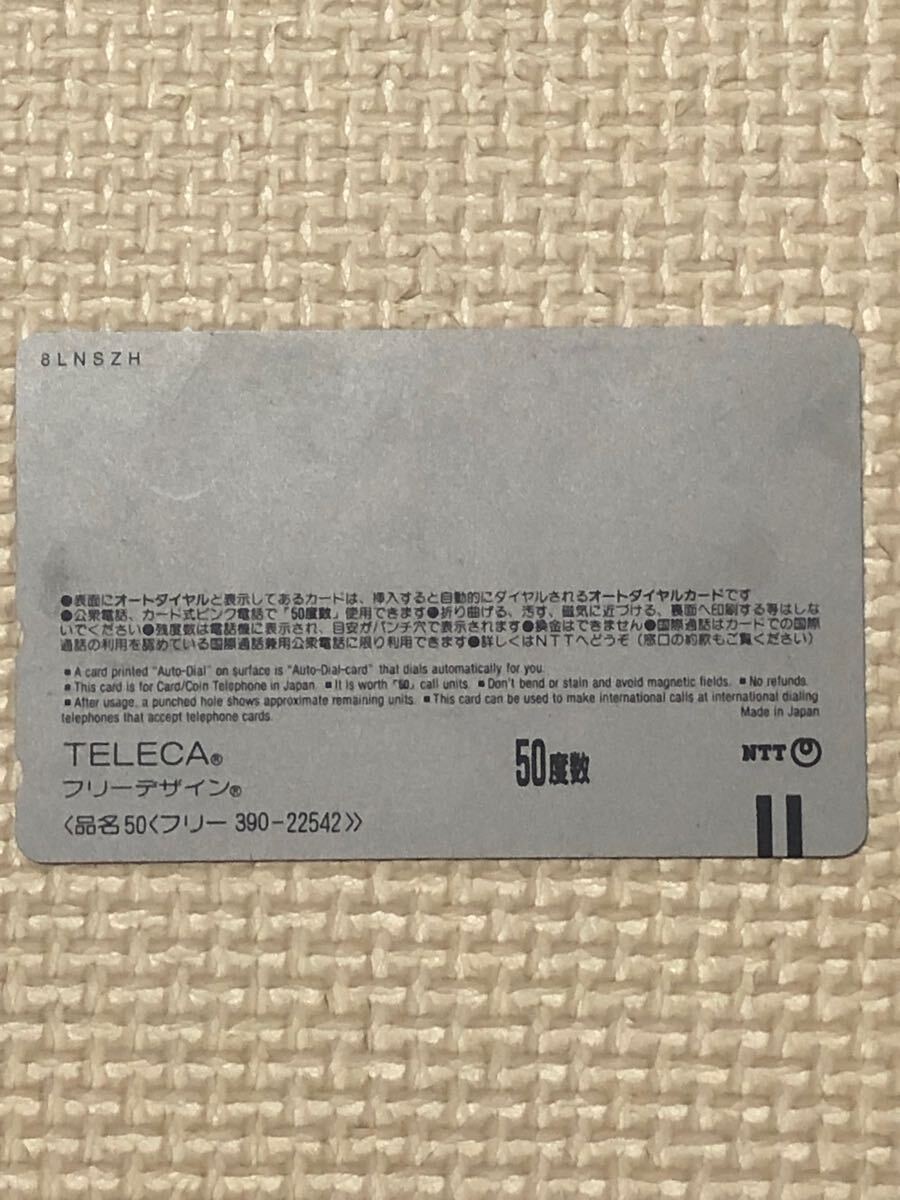 8LNSZH
●表面にオートダイヤルと表示してあるカードは、挿入すると自動的にダイヤルされるオートダイヤルカードです
●公衆電話、カード式ピンク電話で「50度数」使用できます●折り曲げる、汚す、磁気に近づける、裏面へ印刷する等はしな
いでください●残度数は電話機に表示され、目安がパンチ穴で表示されます●換金はできません●国際通話はカードでの国際
通話の利用を認めている国際通話兼用公衆電話に限り利用できます●詳しくはNTTへどうぞ（窓口の約款もご覧ください）
■ A card printed "Auto-Dial" on surface is "Auto-Dial-card" that dials automatically for you.
■ This card is for Card/Coin Telephone in Japan. ■ It is worth「50」call units. ■ Don't bend or stain and avoid magnetic fields. ■ No refunds.
■ After usage, a punched hole shows approximate remaining units. ■ This card can be used to make international calls at international dialing
telephones that accept telephone cards.
Made in Japan
TELECA®
フリーデザイン®
〈品名50〈フリー 390-22542〉〉
50度数
NTT